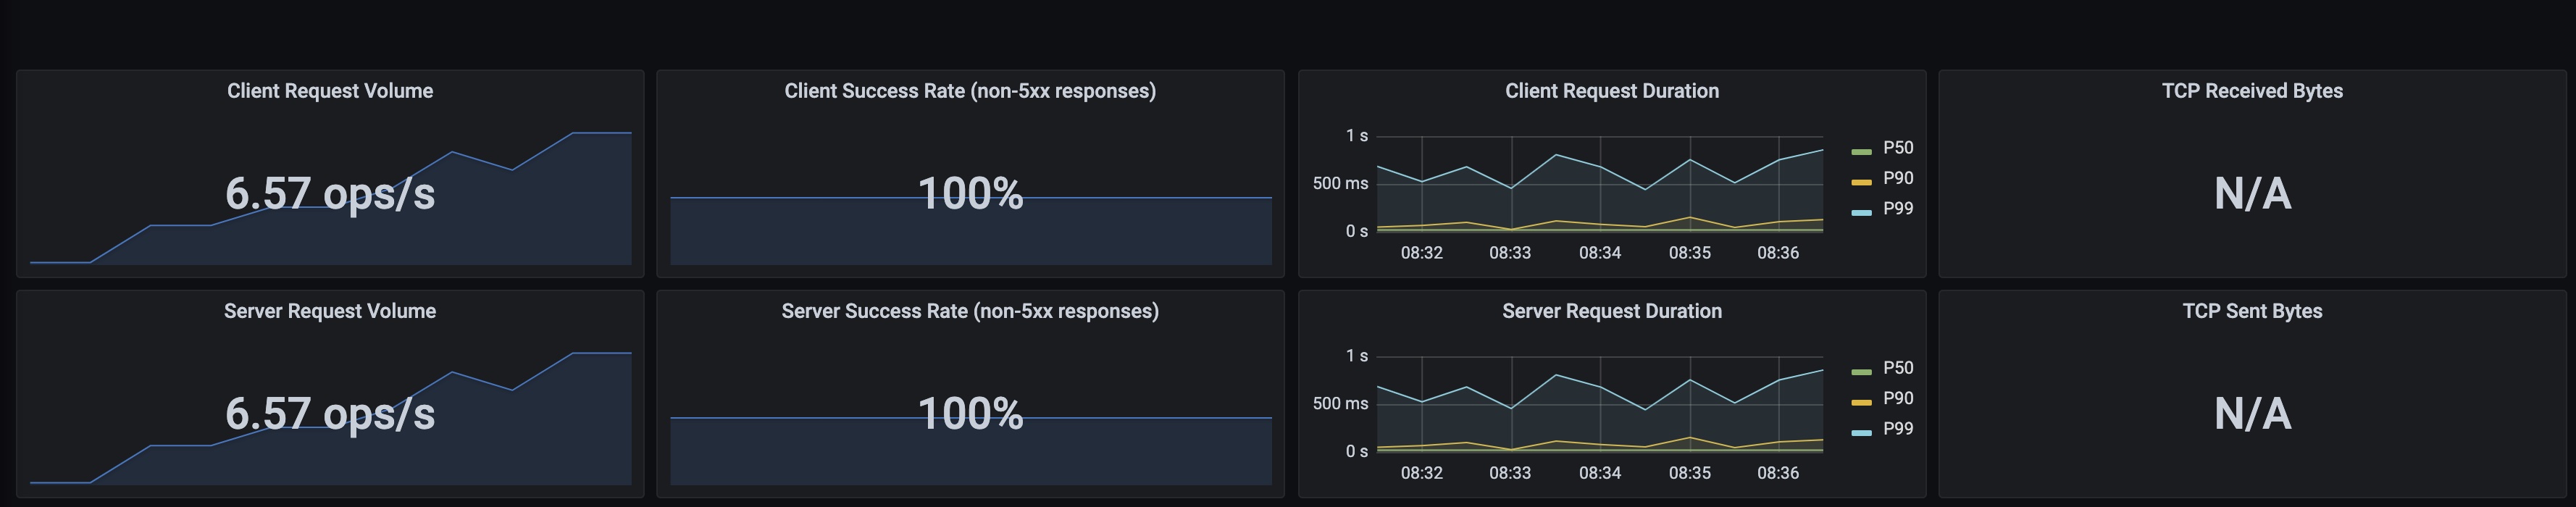 Client Request Volume
6.57 ops/s
Client Success Rate (non-5xx responses)
100%
Client Request Duration
1 s
500 ms
0 s
08:32 08:33 08:34 08:35 08:36
P50
P90
P99
TCP Received Bytes
N/A
Server Request Volume
6.57 ops/s
Server Success Rate (non-5xx responses)
100%
Server Request Duration
1 s
500 ms
0 s
08:32 08:33 08:34 08:35 08:36
P50
P90
P99
TCP Sent Bytes
N/A